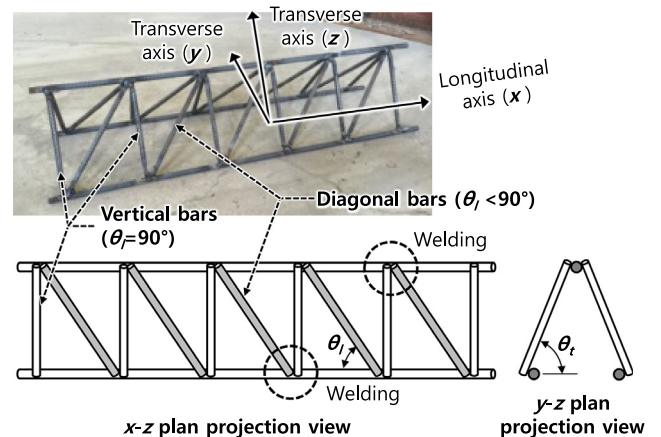 Transverse
axis (y)
Transverse
axis (z)
Longitudinal
axis (x)
Vertical bars
(θl=90°)
Diagonal bars (θl <90°)
Welding
θl
Welding
θt
x-z plan projection view
y-z plan
projection view